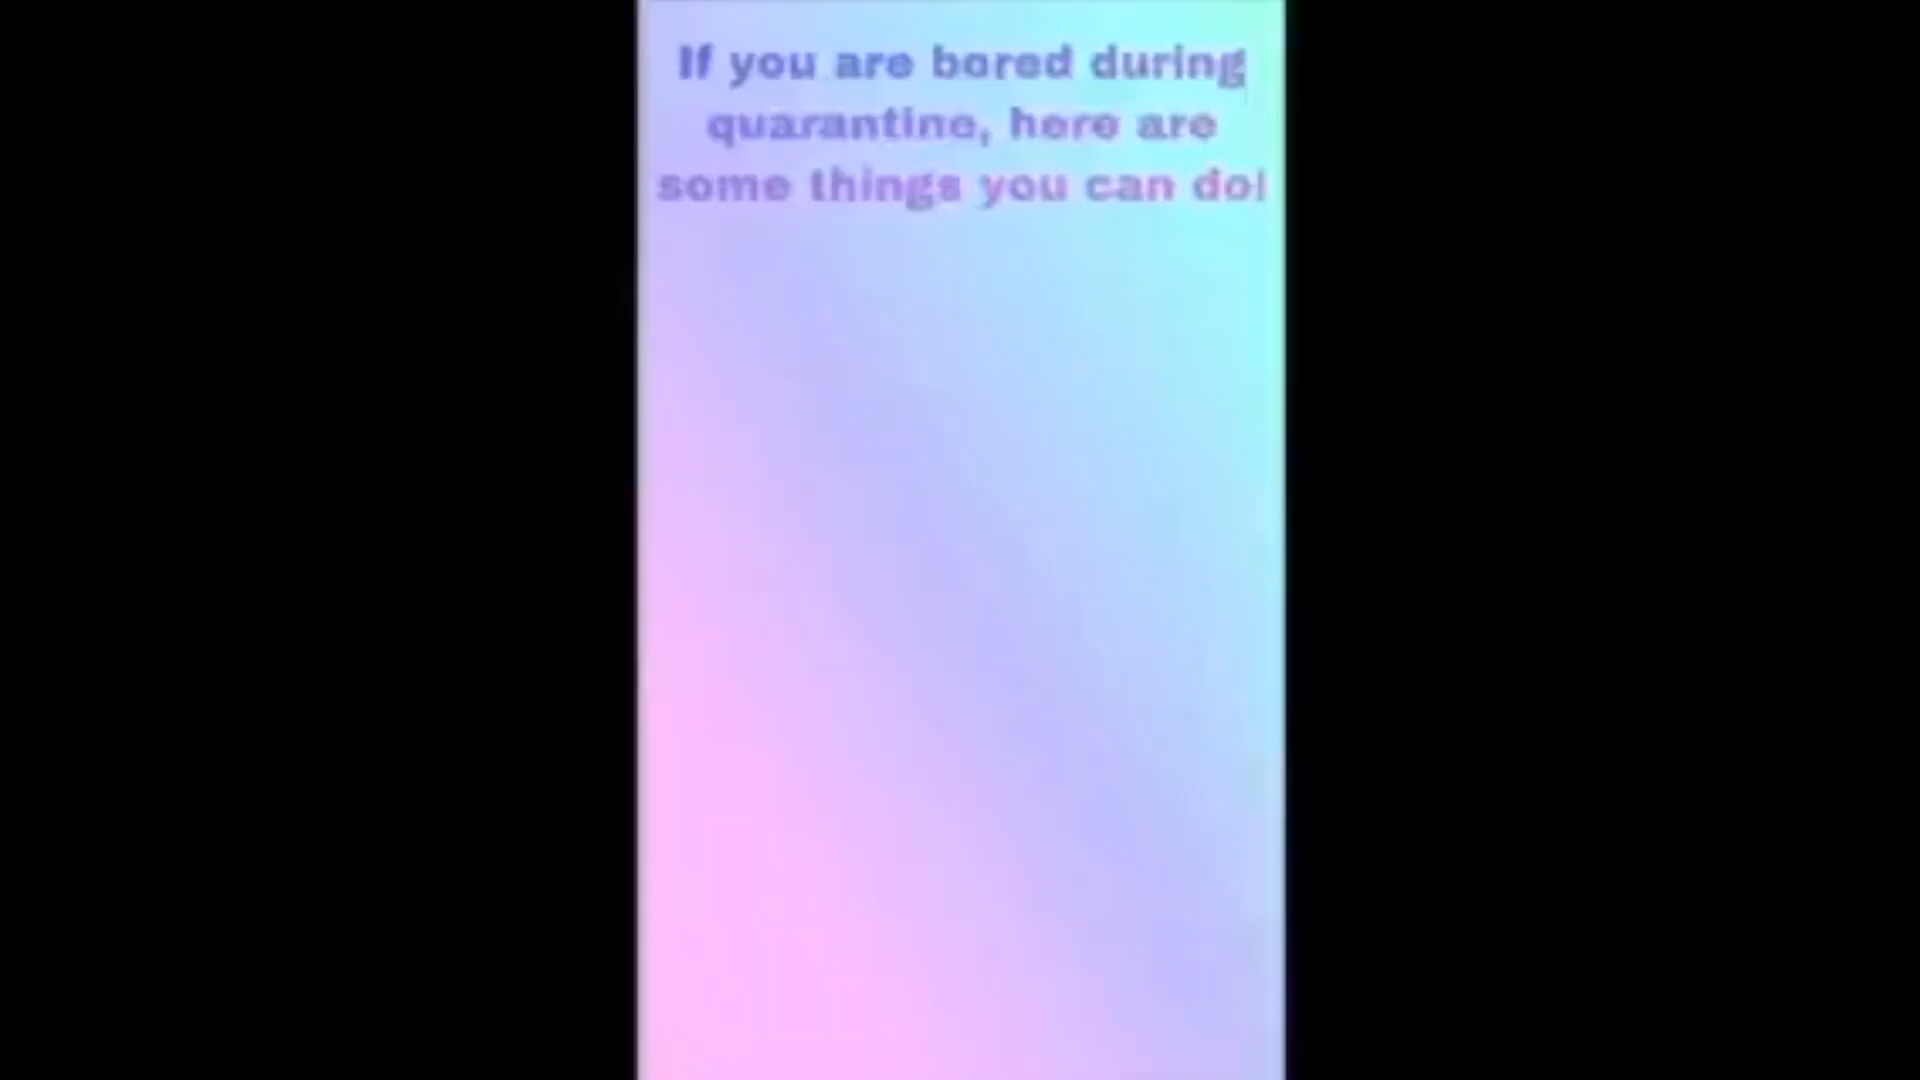 If you are bored during
quarantine, here are
some things you can do!